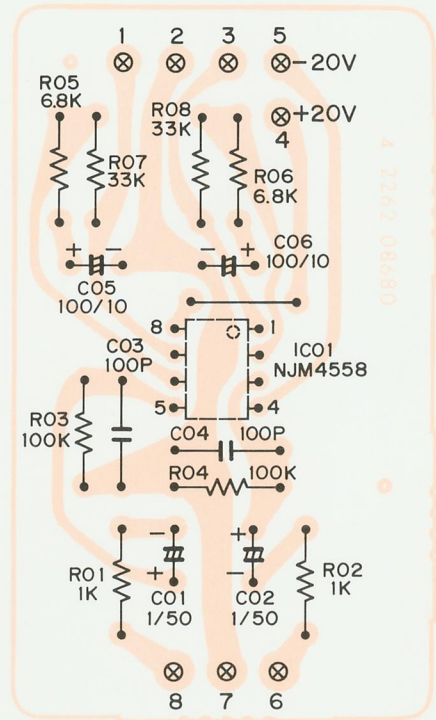 1 2 3 5
-20V
+20V
4
R05
6.8K
R07
33K
R08
33K
R06
6.8K
4 2262 08680
+ -
C05
100/10
- +
C06
100/10
8 1
IC01
NJM4558
5 4
C03
100P
R03
100K
C04 100P
R04 100K
R01
1K
-
+
C01
1/50
+
-
C02
1/50
R02
1K
8 7 6